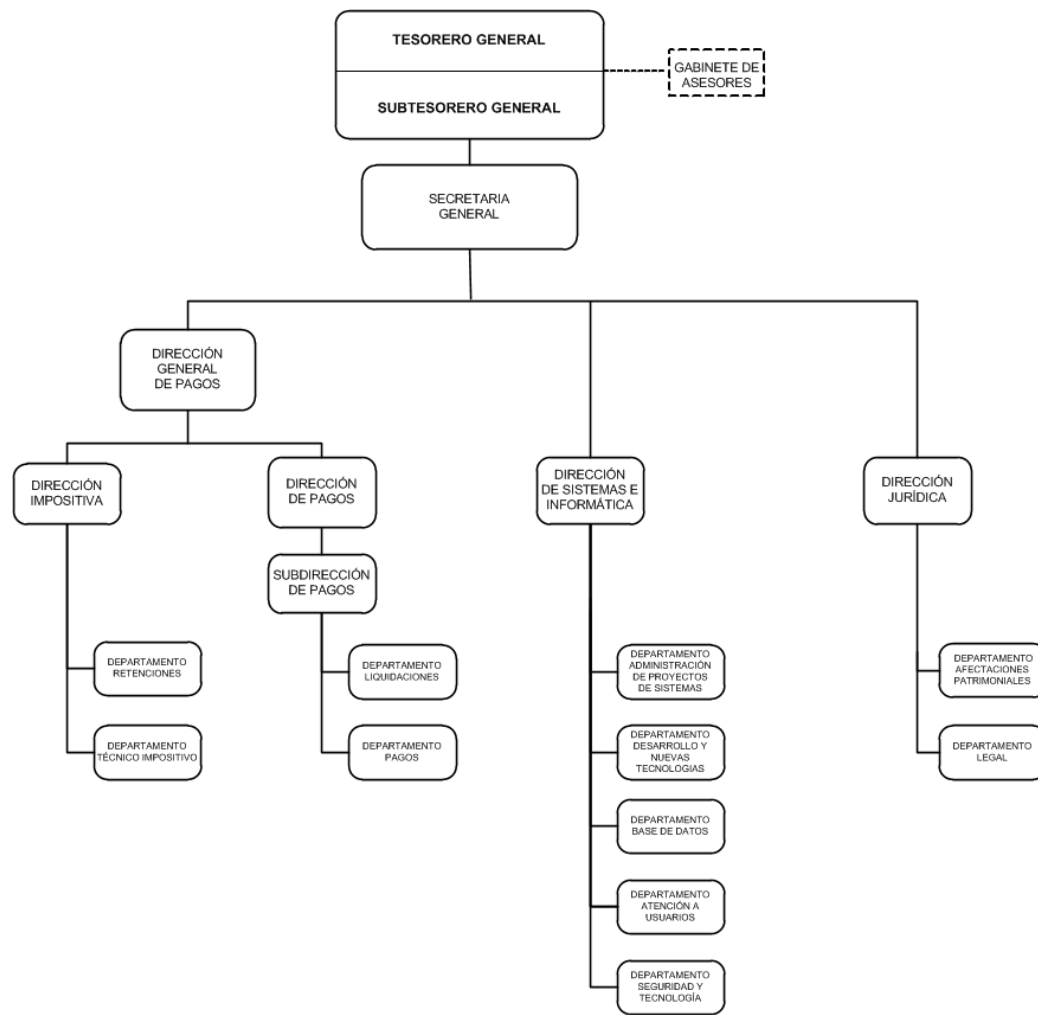 TESORERO GENERAL
SUBTESORERO GENERAL
GABINETE DE
ASESORES
SECRETARIA
GENERAL
DIRECCIÓN
GENERAL
DE PAGOS
DIRECCIÓN
IMPOSITIVA
DIRECCIÓN
DE PAGOS
DIRECCIÓN
DE SISTEMAS E
INFORMÁTICA
DIRECCIÓN
JURÍDICA
SUBDIRECCIÓN
DE PAGOS
DEPARTAMENTO
RETENCIONES
DEPARTAMENTO
TÉCNICO IMPOSITIVO
DEPARTAMENTO
LIQUIDACIONES
DEPARTAMENTO
PAGOS
DEPARTAMENTO
ADMINISTRACIÓN
DE PROYECTOS
DE SISTEMAS
DEPARTAMENTO
DESARROLLO Y
NUEVAS
TECNOLOGIAS
DEPARTAMENTO
BASE DE DATOS
DEPARTAMENTO
ATENCIÓN A
USUARIOS
DEPARTAMENTO
SEGURIDAD Y
TECNOLOGÍA
DEPARTAMENTO
AFECTACIONES
PATRIMONIALES
DEPARTAMENTO
LEGAL